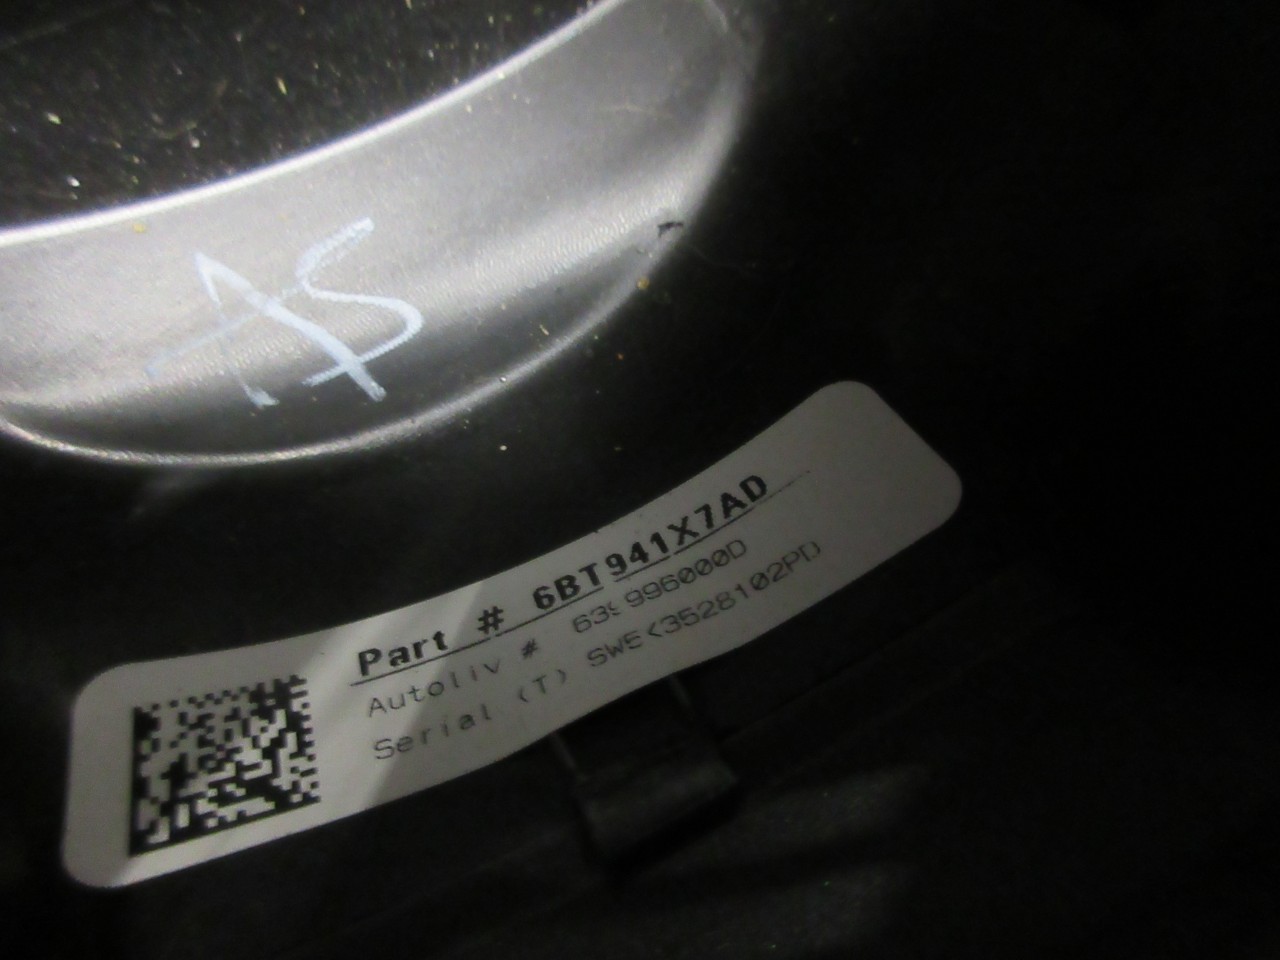 AS
Part # 6BT941X7AD
Autoliv # 639996000D
Serial (T) SWE<3528102PD